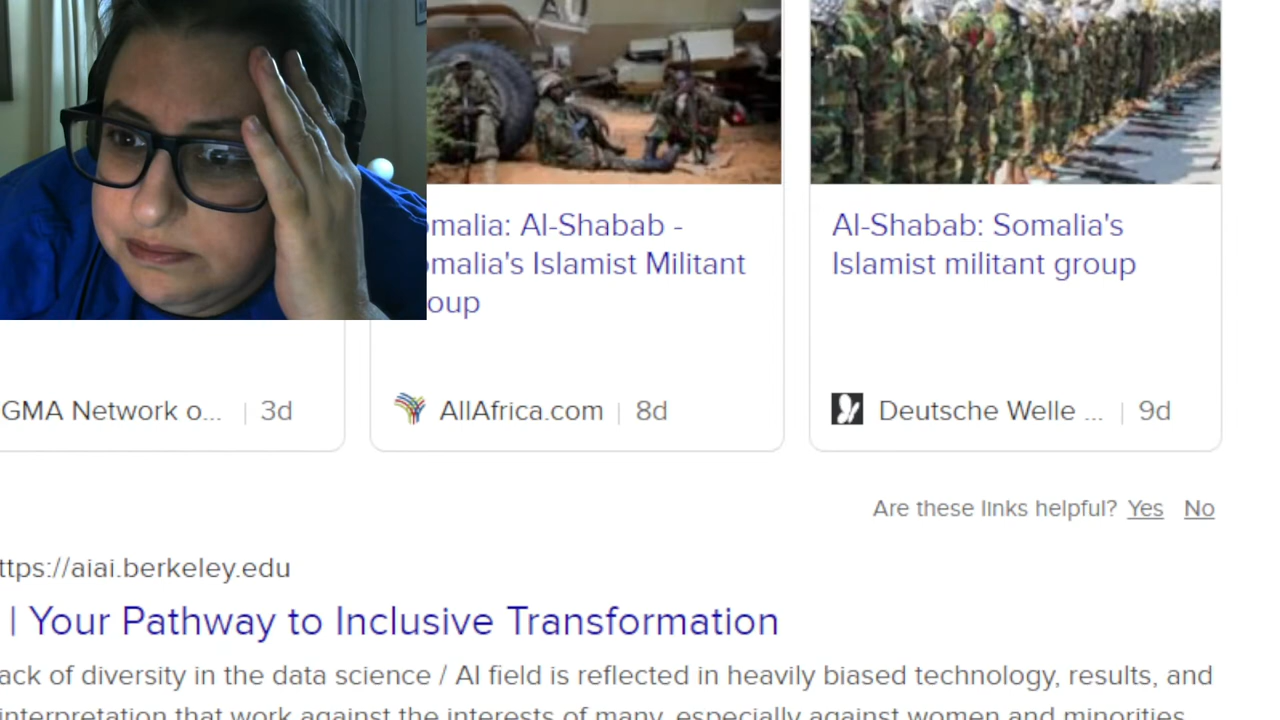 omalia: Al-Shabab -
omalia's Islamist Militant
oup
Al-Shabab: Somalia's
Islamist militant group
GMA Network o... | 3d
AllAfrica.com | 8d
Deutsche Welle ... | 9d
Are these links helpful? Yes No
ttps://aiai.berkeley.edu
| Your Pathway to Inclusive Transformation
ack of diversity in the data science / AI field is reflected in heavily biased technology, results, and
interpretation that work against the interests of many, especially against women and minorities